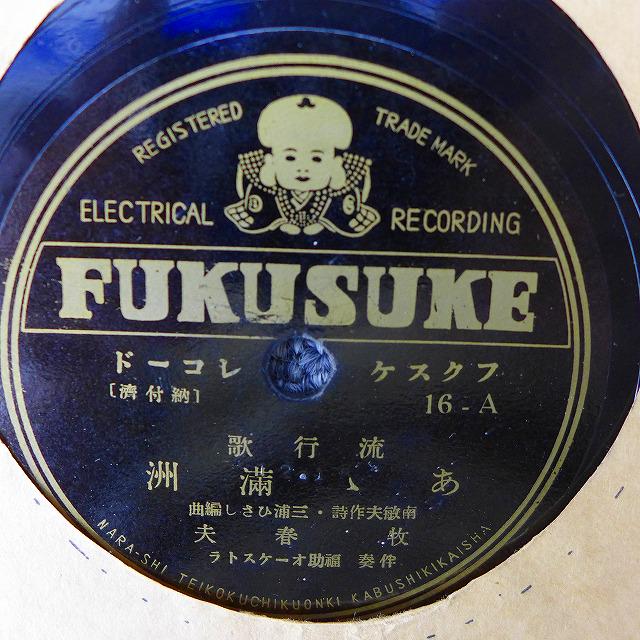 REGISTERED TRADE MARK
ELECTRICAL RECORDING
FUKUSUKE
フクスケ レコード
16-A [納付濟]
流行歌
あゝ滿洲
南敏夫作詩・三浦ひさし編曲
牧春夫
伴奏 福助オーケストラ
NARA-SHI TEIKOKUCHIKUONKI KABUSHIKIKAISHA